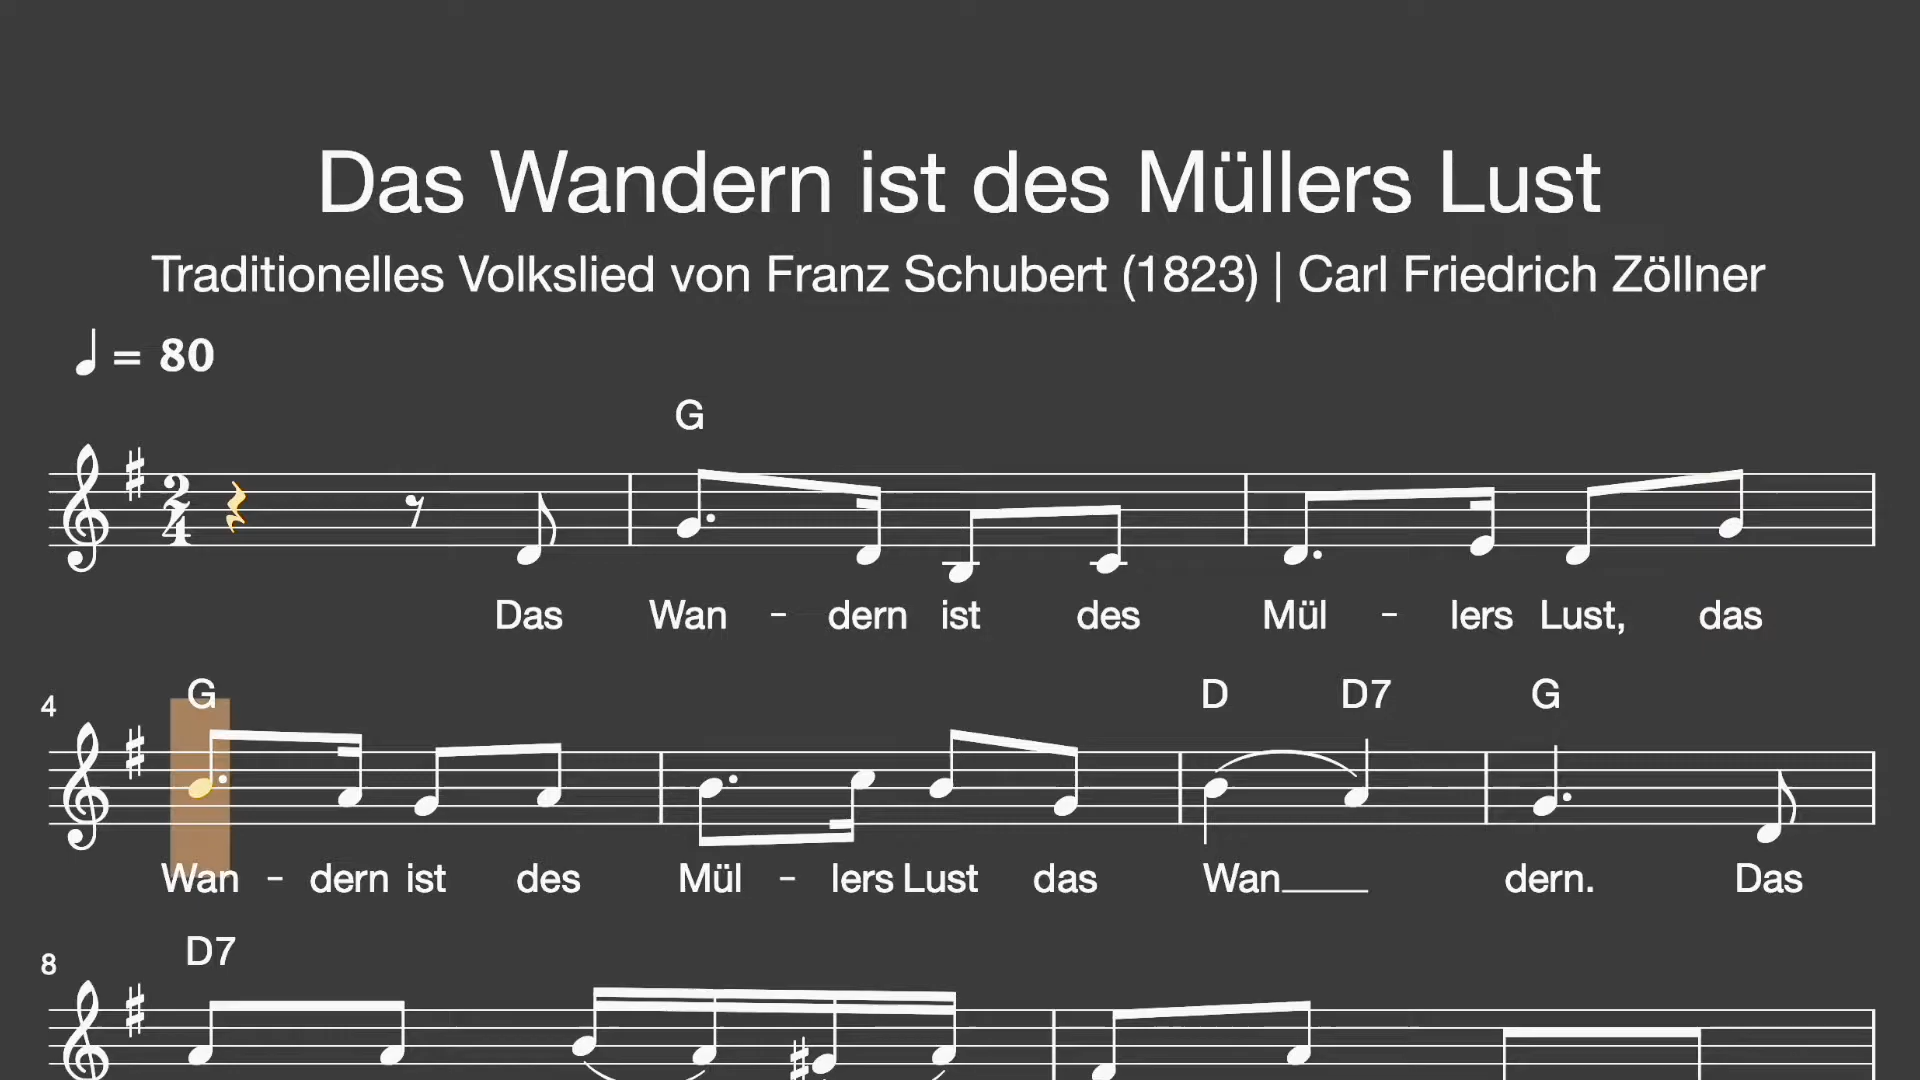 Das Wandern ist des Müllers Lust
Traditionelles Volkslied von Franz Schubert (1823) | Carl Friedrich Zöllner
♩ = 80
G
2
4
Das Wan - dern ist des Mül - lers Lust, das
4 G D D7 G
Wan - dern ist des Mül - lers Lust das Wan____ dern. Das
8 D7